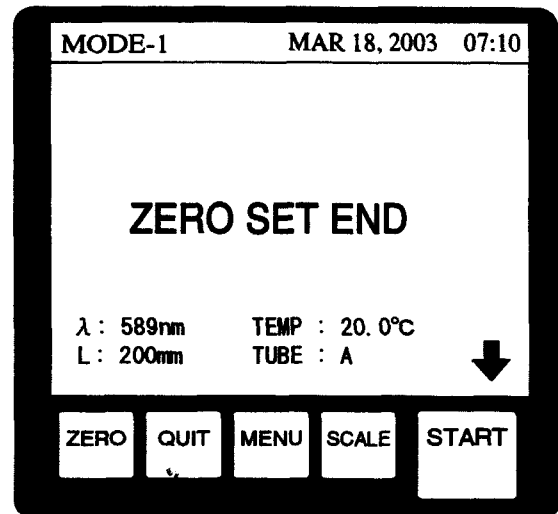 MODE-1 MAR 18, 2003 07:10
ZERO SET END
λ: 589nm TEMP : 20.0°C
L: 200mm TUBE : A
ZERO QUIT MENU SCALE START